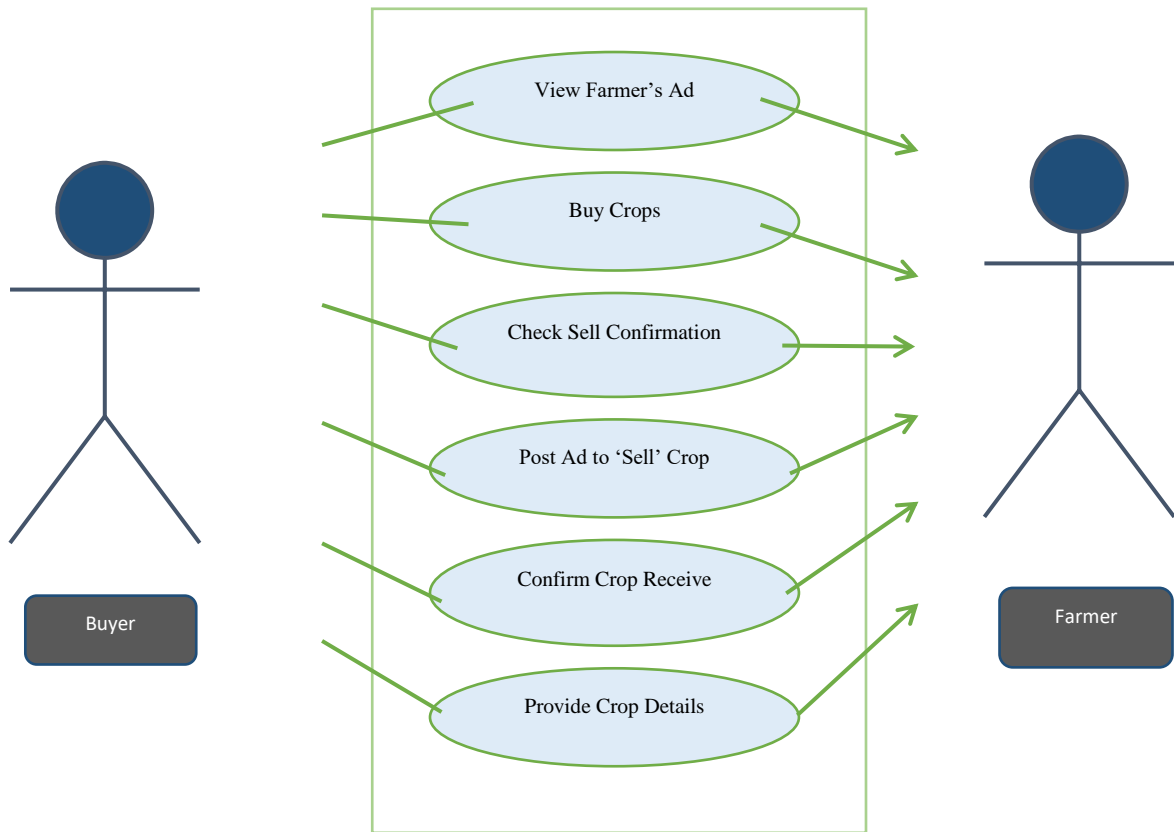 View Farmer’s Ad
Buy Crops
Check Sell Confirmation
Post Ad to ‘Sell’ Crop
Confirm Crop Receive
Provide Crop Details
Buyer
Farmer